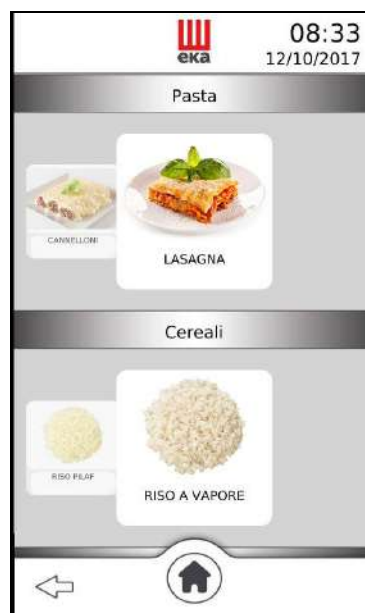 08:33
eka
12/10/2017
Pasta
CANNELLONI
LASAGNA
Cereali
RISO PILAF
RISO A VAPORE